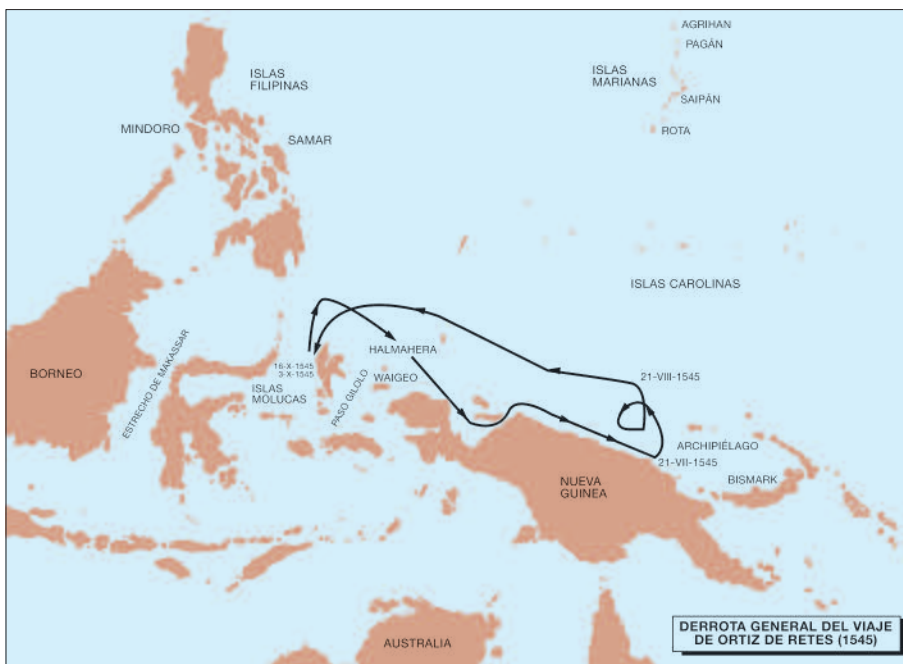 AGRIHAN
PAGÁN
ISLAS
FILIPINAS
ISLAS
MARIANAS
SAIPÁN
MINDORO
ROTA
SAMAR
ISLAS CAROLINAS
HALMAHERA
16-X-1545
3-X-1545
BORNEO
ESTRECHO DE MAKASSAR
ISLAS
MOLUCAS
PASO GILOLO
WAIGEO
21-VIII-1545
ARCHIPIÉLAGO
21-VII-1545
BISMARK
NUEVA
GUINEA
AUSTRALIA
DERROTA GENERAL DEL VIAJE
DE ORTIZ DE RETES (1545)